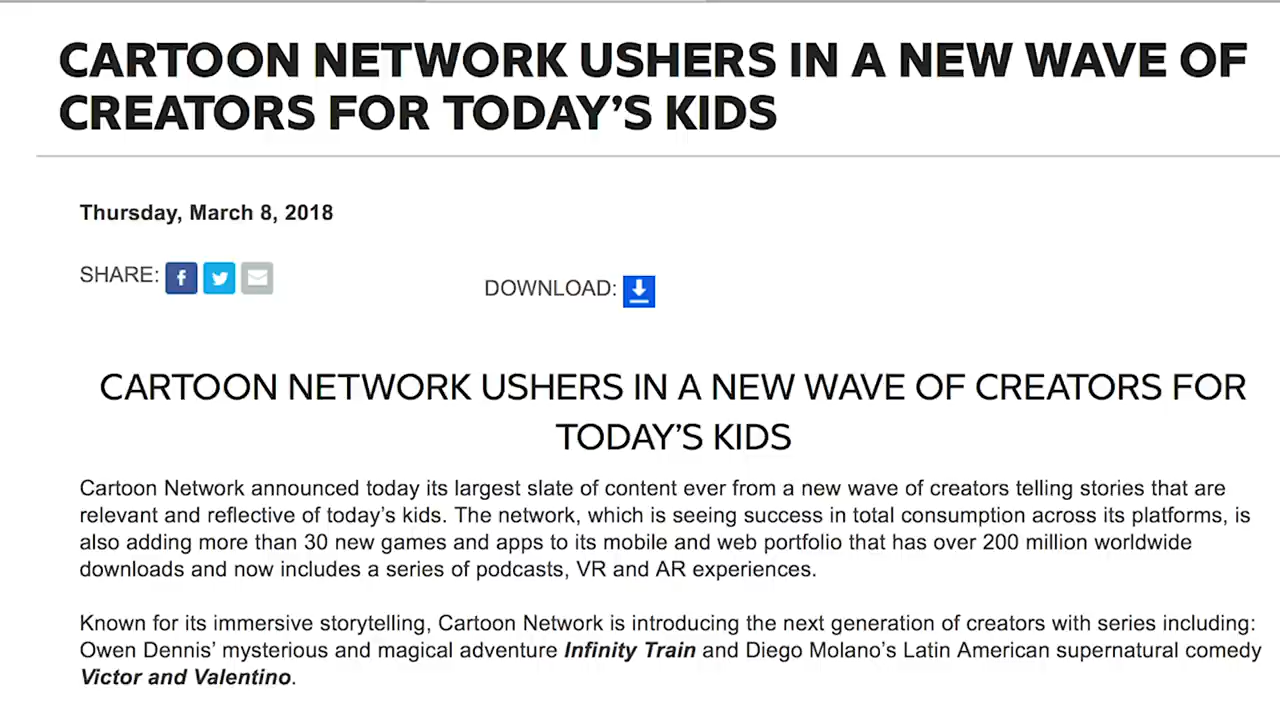 CARTOON NETWORK USHERS IN A NEW WAVE OF
CREATORS FOR TODAY’S KIDS
Thursday, March 8, 2018
SHARE:
DOWNLOAD:
CARTOON NETWORK USHERS IN A NEW WAVE OF CREATORS FOR
TODAY’S KIDS
Cartoon Network announced today its largest slate of content ever from a new wave of creators telling stories that are
relevant and reflective of today’s kids. The network, which is seeing success in total consumption across its platforms, is
also adding more than 30 new games and apps to its mobile and web portfolio that has over 200 million worldwide
downloads and now includes a series of podcasts, VR and AR experiences.
Known for its immersive storytelling, Cartoon Network is introducing the next generation of creators with series including:
Owen Dennis’ mysterious and magical adventure Infinity Train and Diego Molano’s Latin American supernatural comedy
Victor and Valentino.